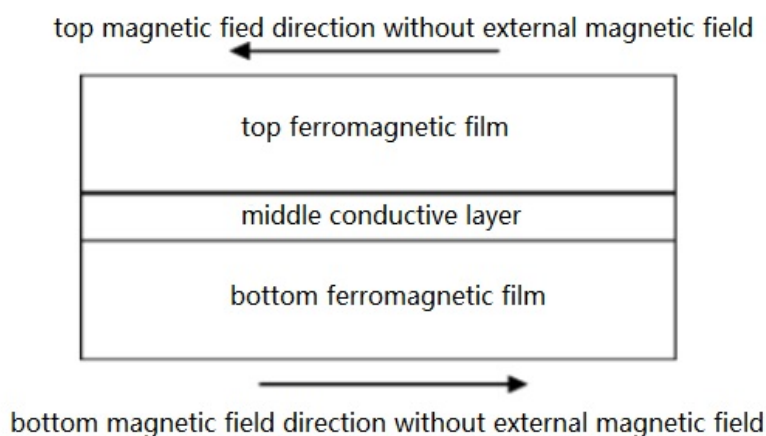 top magnetic fied direction without external magnetic field
top ferromagnetic film
middle conductive layer
bottom ferromagnetic film
bottom magnetic field direction without external magnetic field